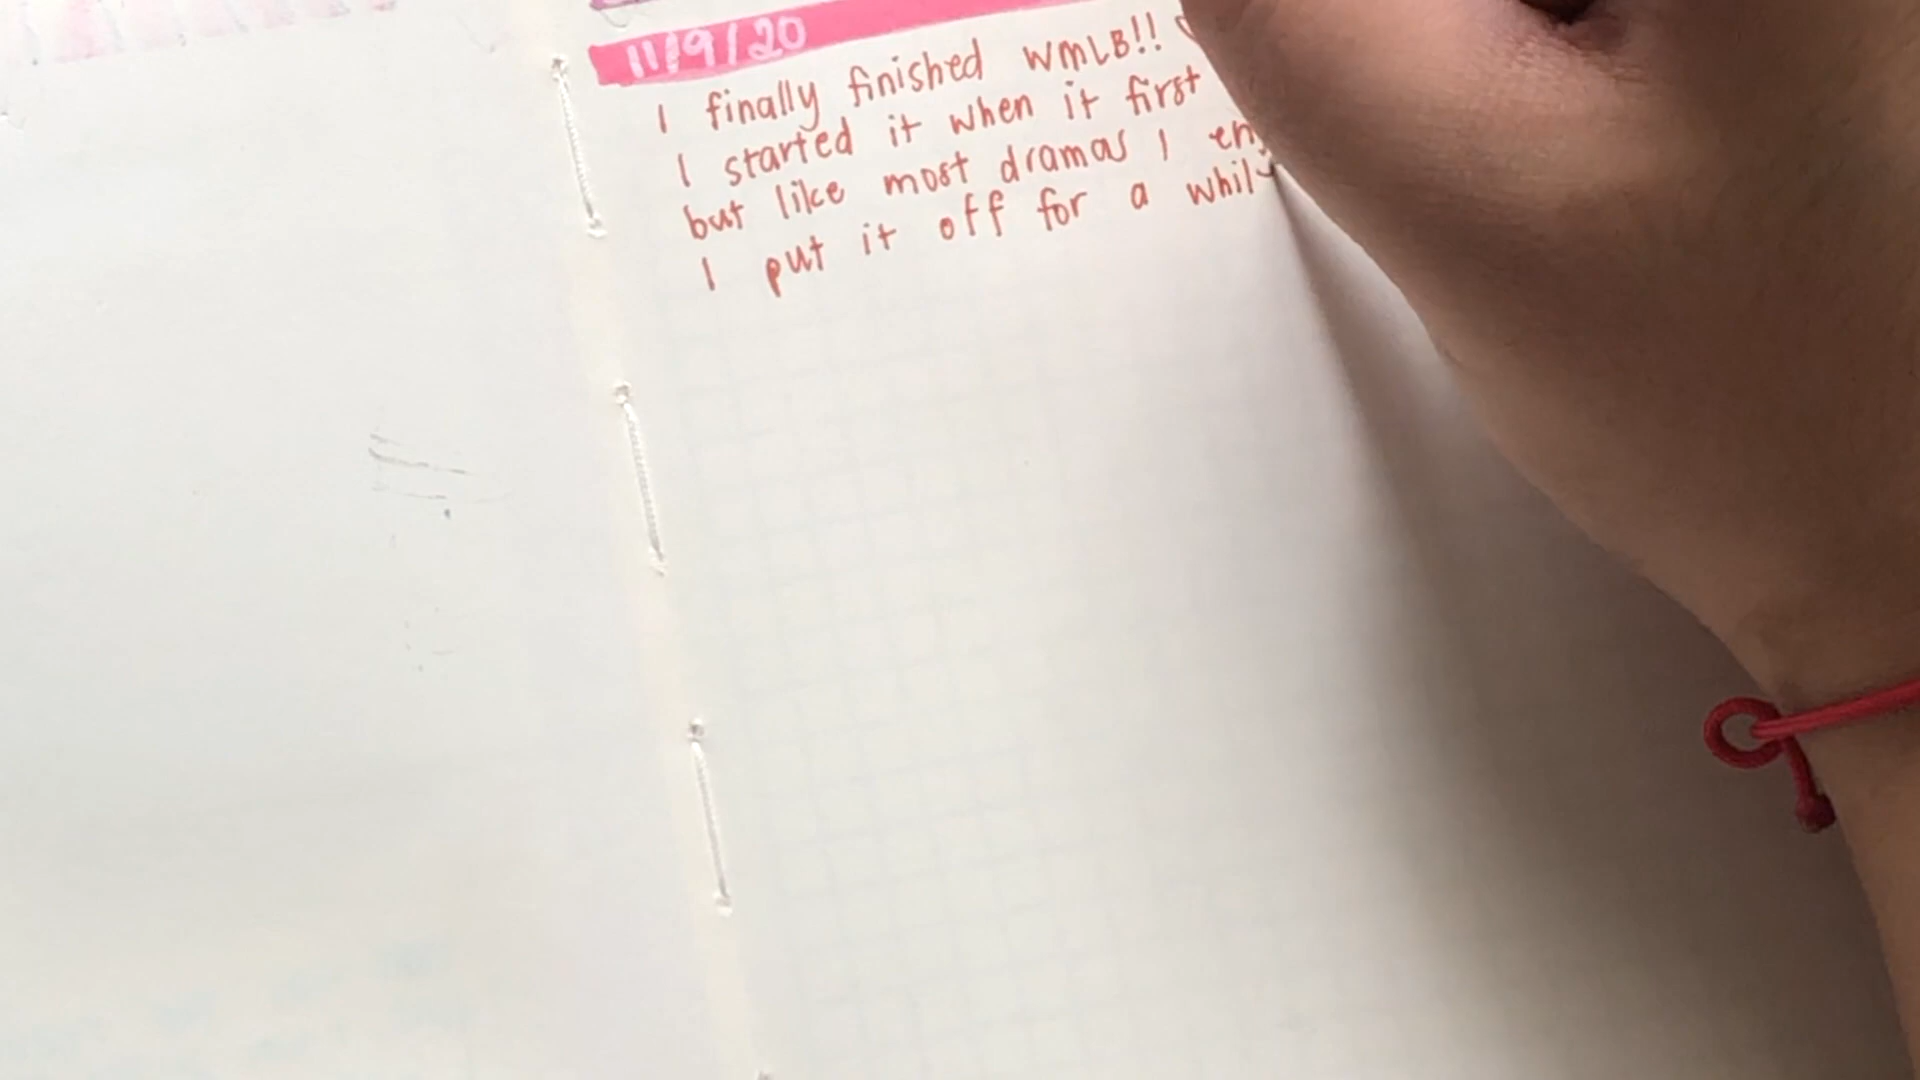 11/9/20
I finally finished WMLB!!
I started it when it first
but like most dramas I
I put it off for a